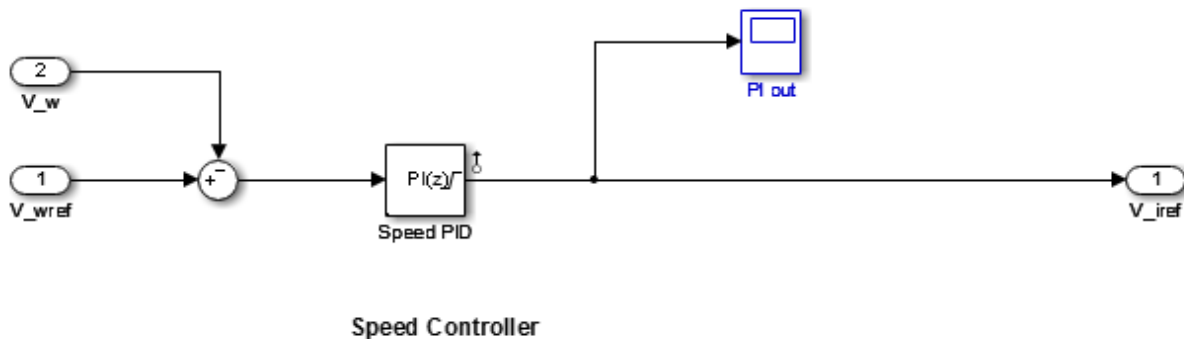 PI out
2
V_w
1
V_wref
+
−
PI(z)
Speed PID
1
V_iref
Speed Controller